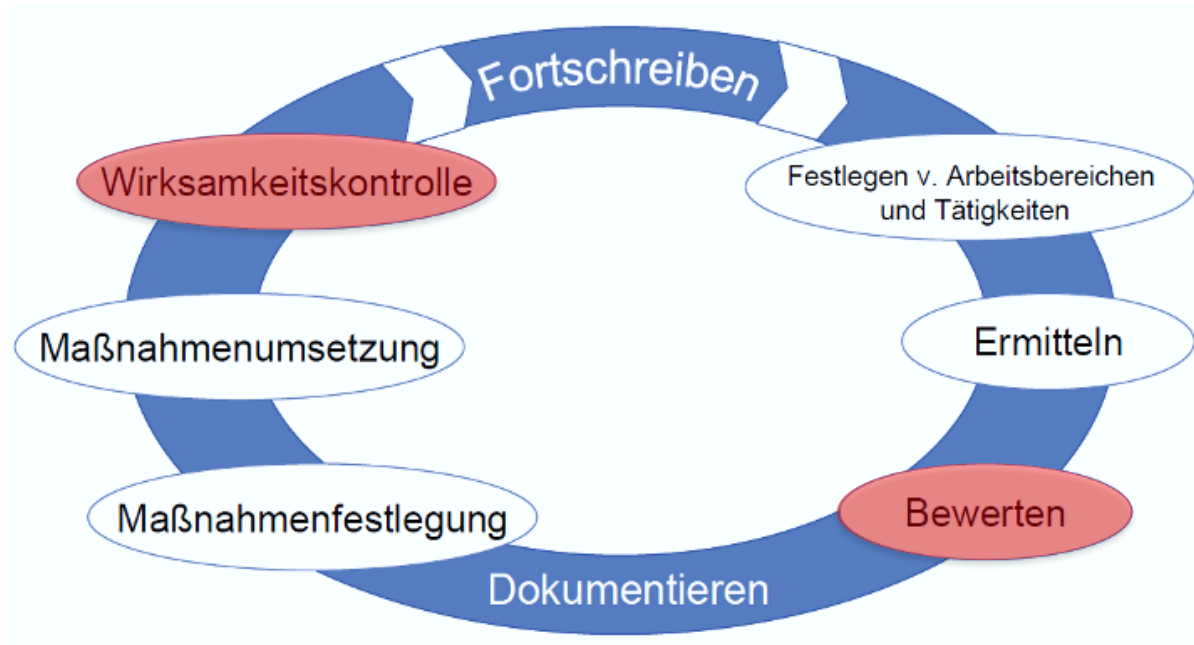 Fortschreiben
Wirksamkeitskontrolle
Festlegen v. Arbeitsbereichen
und Tätigkeiten
Maßnahmenumsetzung
Ermitteln
Maßnahmenfestlegung
Bewerten
Dokumentieren